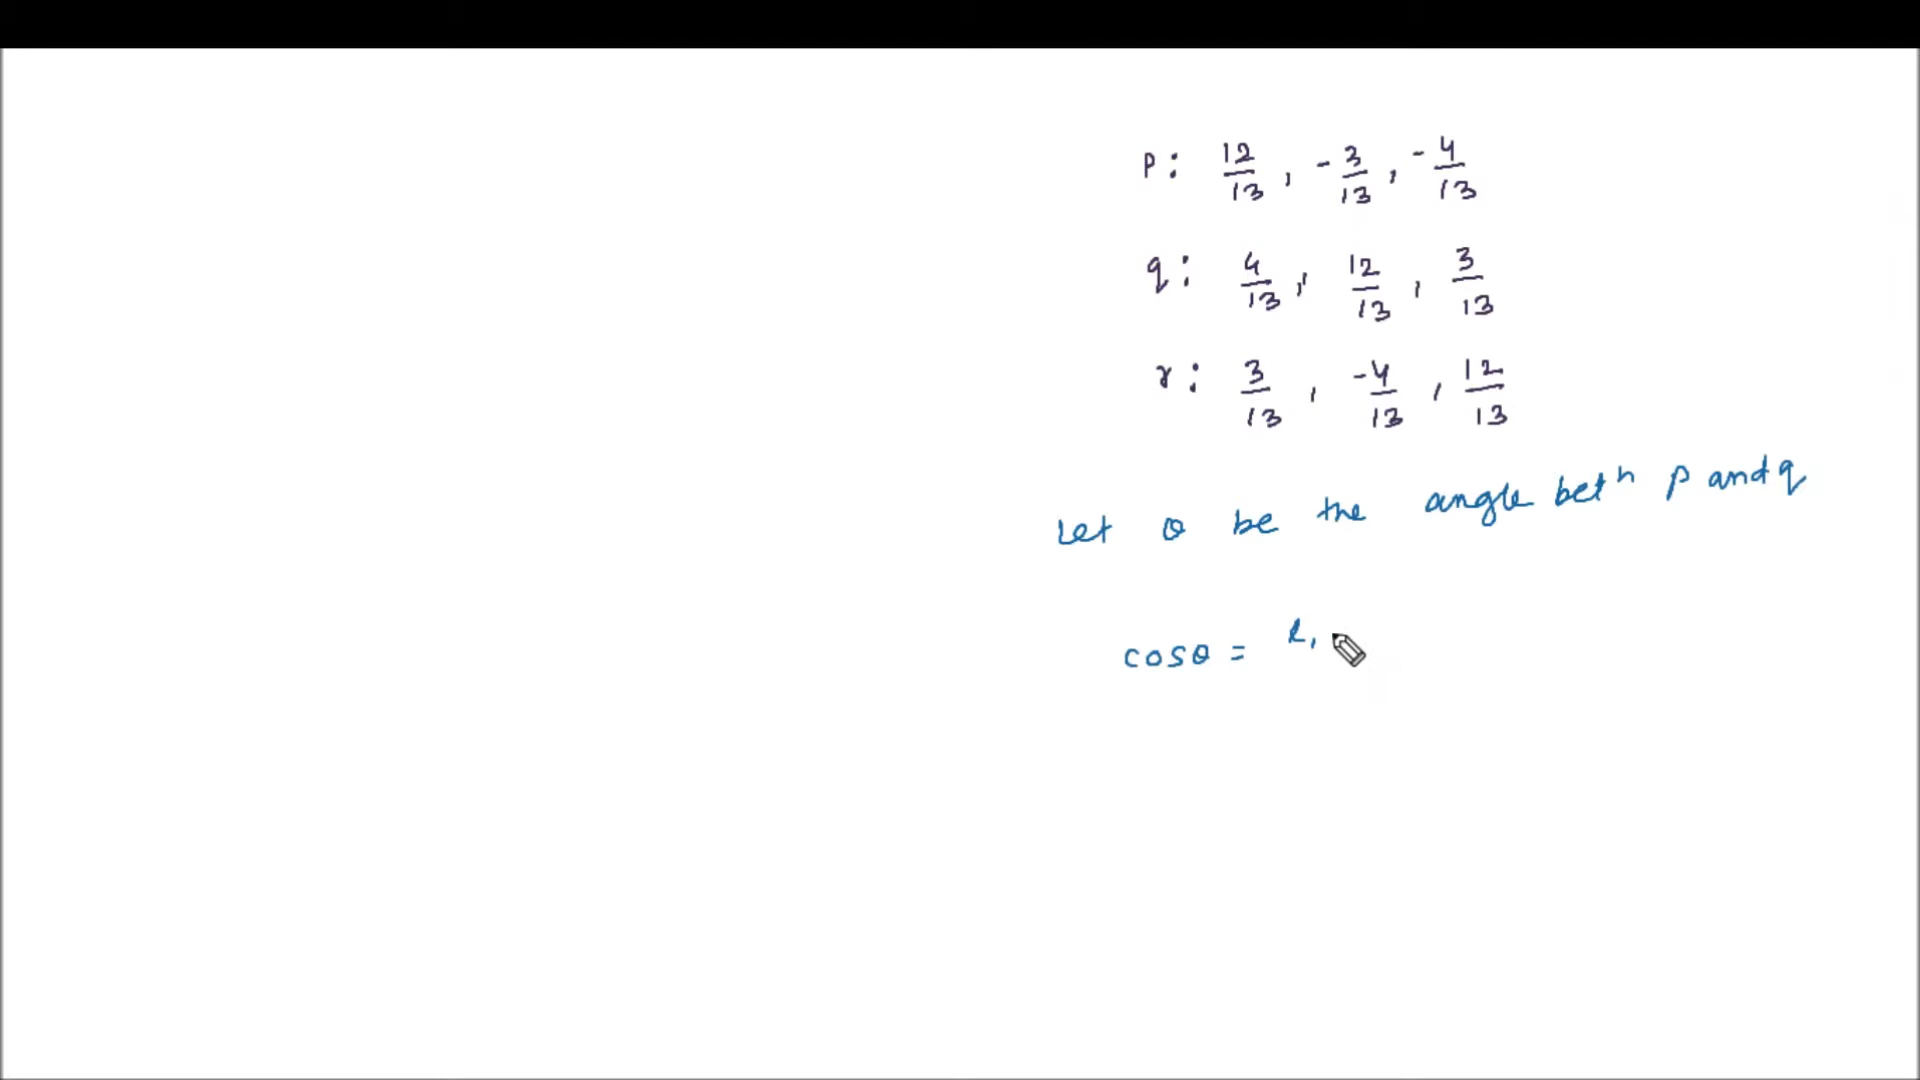 p: 12/13, -3/13, -4/13
q: 4/13, 12/13, 3/13
r: 3/13, -4/13, 12/13
Let θ be the angle betn p and q
cosθ = l1